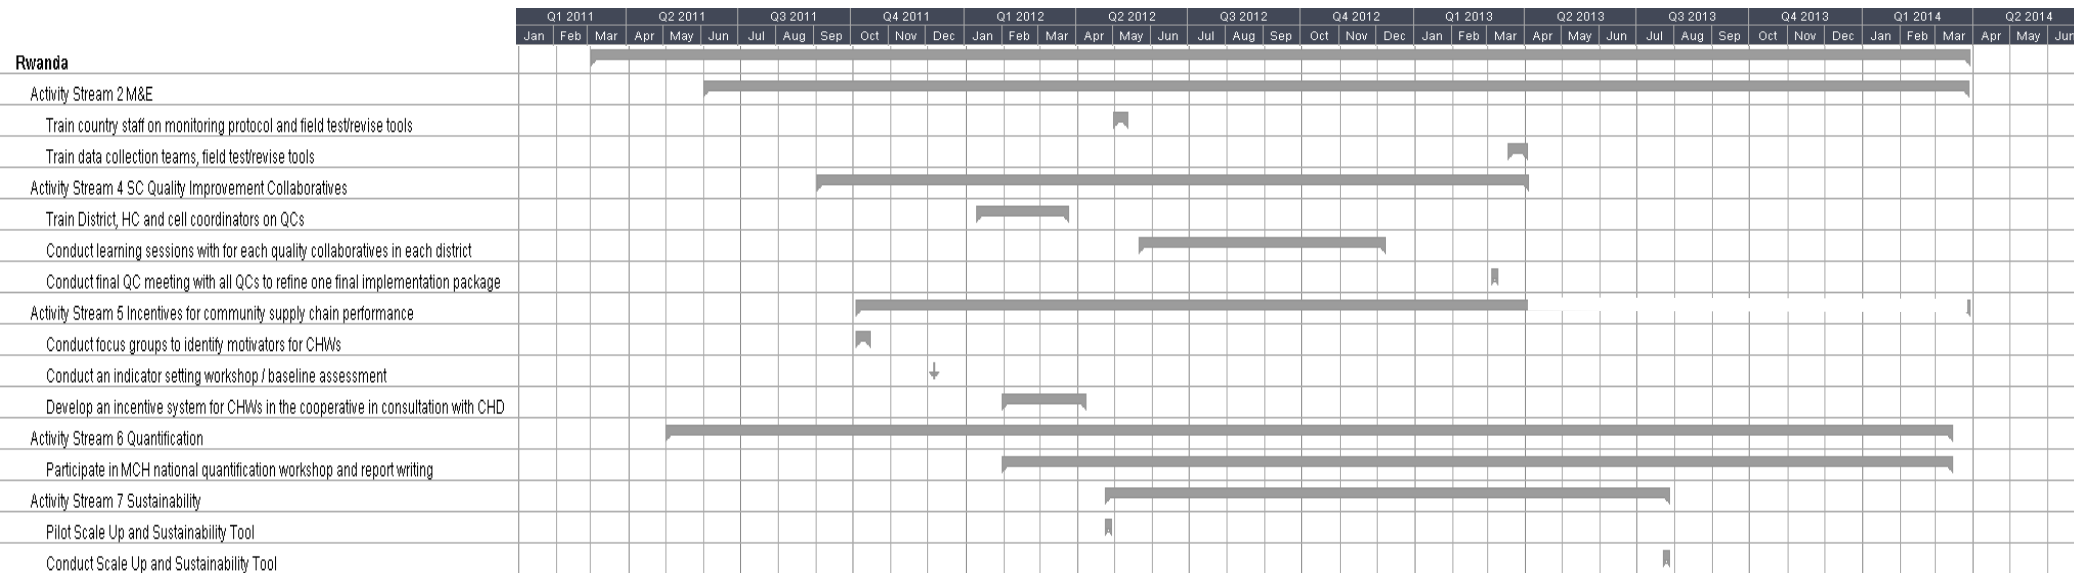 Q1 2011 Q2 2011 Q3 2011 Q4 2011 Q1 2012 Q2 2012 Q3 2012 Q4 2012 Q1 2013 Q2 2013 Q3 2013 Q4 2013 Q1 2014 Q2 2014
Jan Feb Mar Apr May Jun Jul Aug Sep Oct Nov Dec Jan Feb Mar Apr May Jun Jul Aug Sep Oct Nov Dec Jan Feb Mar Apr May Jun Jul Aug Sep Oct Nov Dec Jan Feb Mar Apr May Jun
Rwanda
Activity Stream 2 M&E
Train country staff on monitoring protocol and field test/revise tools
Train data collection teams, field test/revise tools
Activity Stream 4 SC Quality Improvement Collaboratives
Train District, HC and cell coordinators on QCs
Conduct learning sessions with for each quality collaboratives in each district
Conduct final QC meeting with all QCs to refine one final implementation package
Activity Stream 5 Incentives for community supply chain performance
Conduct focus groups to identify motivators for CHWs
Conduct an indicator setting workshop / baseline assessment
Develop an incentive system for CHWs in the cooperative in consultation with CHD
Activity Stream 6 Quantification
Participate in MCH national quantification workshop and report writing
Activity Stream 7 Sustainability
Pilot Scale Up and Sustainability Tool
Conduct Scale Up and Sustainability Tool